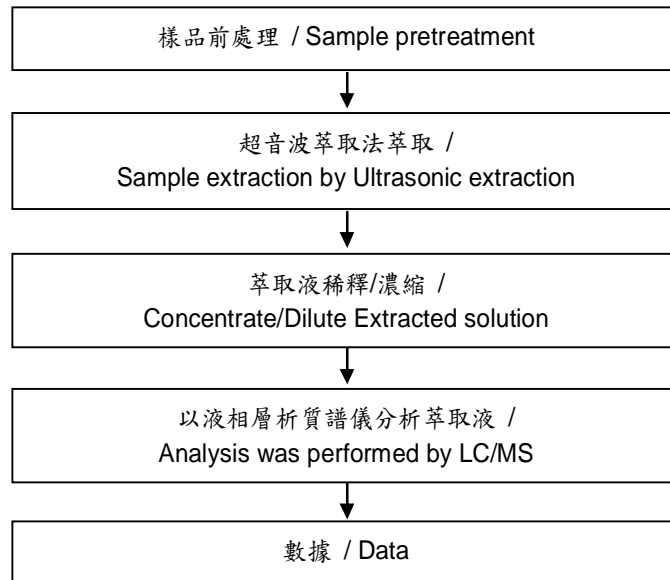 樣品前處理 / Sample pretreatment
超音波萃取法萃取 /
Sample extraction by Ultrasonic extraction
萃取液稀釋/濃縮 /
Concentrate/Dilute Extracted solution
以液相層析質譜儀分析萃取液 /
Analysis was performed by LC/MS
數據 / Data